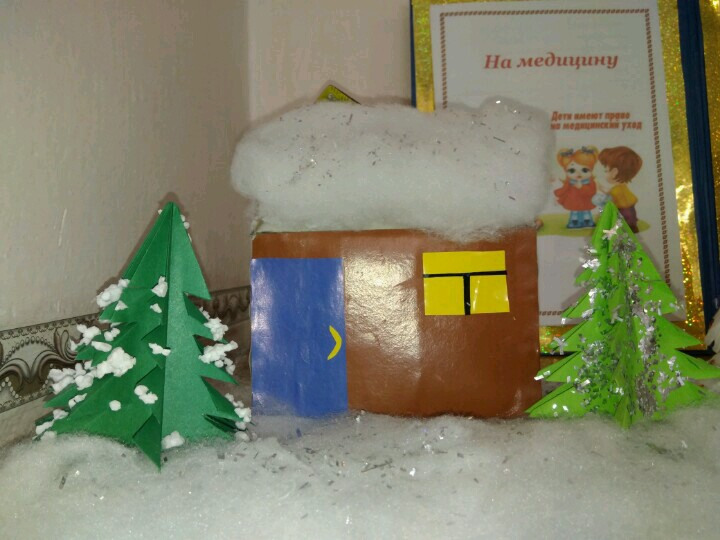 На медицину
Дети имеют право
на медицинский уход